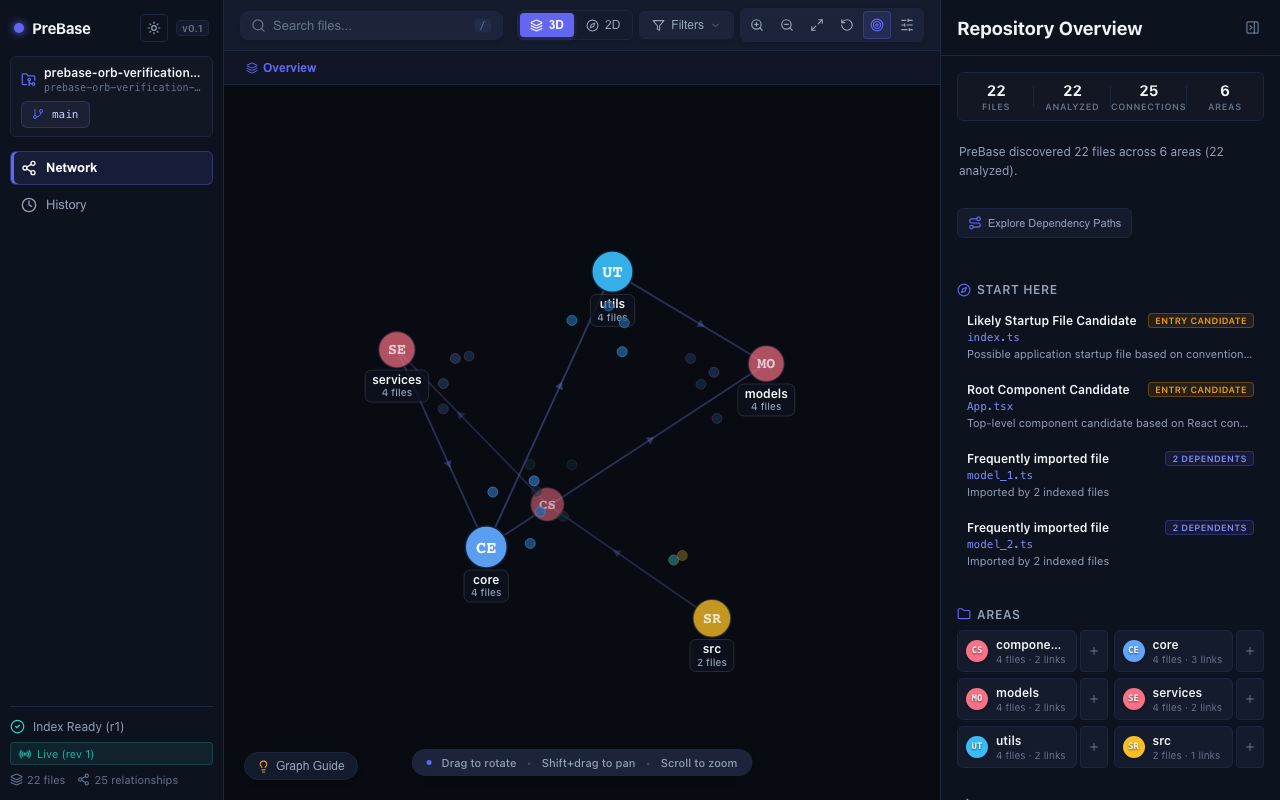 PreBase
v0.1
prebase-orb-verification...
prebase-orb-verification-…
main
Network
History
Index Ready (r1)
Live (rev 1)
22 files
25 relationships
Search files...
/
3D
2D
Filters
Overview
UT
utils
4 files
SE
services
4 files
MO
models
4 files
CS
CE
core
4 files
SR
src
2 files
Graph Guide
Drag to rotate · Shift+drag to pan · Scroll to zoom
Repository Overview
22
FILES
22
ANALYZED
25
CONNECTIONS
6
AREAS
PreBase discovered 22 files across 6 areas (22
analyzed).
Explore Dependency Paths
START HERE
Likely Startup File Candidate
ENTRY CANDIDATE
index.ts
Possible application startup file based on convention...
Root Component Candidate
ENTRY CANDIDATE
App.tsx
Top-level component candidate based on React con...
Frequently imported file
2 DEPENDENTS
model_1.ts
Imported by 2 indexed files
Frequently imported file
2 DEPENDENTS
model_2.ts
Imported by 2 indexed files
AREAS
CS
compone...
4 files · 2 links
+
CE
core
4 files · 3 links
+
MO
models
4 files · 2 links
+
SE
services
4 files · 2 links
+
UT
utils
4 files · 2 links
+
SR
src
2 files · 1 links
+